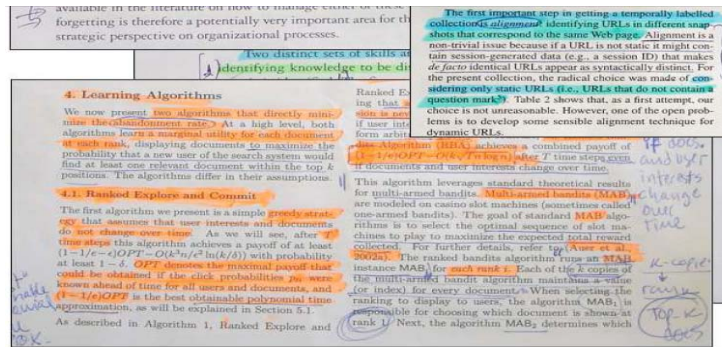 available in the literature on how to manage either of these
forgetting is therefore a potentially very important area for th
strategic perspective on organizational processes.
Two distinct sets of skills a
identifying knowledge to be di
The first important step in getting a temporally labelled
collection is alignment: identifying URLs in different snap-
shots that correspond to the same Web page. Alignment is a
non-trivial issue because if a URL is not static it might con-
tain session-generated data (e.g., a session ID) that makes
de facto identical URLs appear as syntactically distinct. For
the present collection, the radical choice was made of con-
sidering only static URLs (i.e., URLs that do not contain a
question mark). Table 2 shows that, as a first attempt, our
choice is not unreasonable. However, one of the open prob-
lems is to develop some sensible alignment technique for
dynamic URLs.
4. Learning Algorithms
We now present two algorithms that directly mini-
mize the abandonment rate. At a high level, both
algorithms learn a marginal utility for each document
at each rank, displaying documents to maximize the
probability that a new user of the search system would
find at least one relevant document within the top k
positions. The algorithms differ in their assumptions.
4.1. Ranked Explore and Commit
The first algorithm we present is a simple greedy strat-
egy that assumes that user interests and documents
do not change over time. As we will see, after T
time steps this algorithm achieves a payoff of at least
(1−1/e−ϵ)OPT−O(k³n/ϵ² ln(k/δ)) with probability
at least 1 − δ. OPT denotes the maximal payoff that
could be obtained if the click probabilities were
known ahead of time for all users and documents, and
(1−1/e)OPT is the best obtainable polynomial time
approximation, as will be explained in Section 5.1.
As described in Algorithm 1, Ranked Explore and
Ranked Ex
ing that
sion is nev
if user inte
form arbit
dits Algorithm (RBA) achieves a combined payoff of
(1−1/e)OPT−O(k√Tn log n) after T time steps even
if documents and user interests change over time.
This algorithm leverages standard theoretical results
for multi-armed bandits. Multi-armed bandits (MAB)
are modeled on casino slot machines (sometimes called
one-armed bandits). The goal of standard MAB algo-
rithms is to select the optimal sequence of slot ma-
chines to play to maximize the expected total reward
collected. For further details, refer to (Auer et al.,
2002a). The ranked bandits algorithm runs an MAB
instance MAB for each rank i. Each of the k copies of
the multi-armed bandit algorithm maintains a value
(or index) for every document. When selecting the
ranking to display to users, the algorithm MAB₁ is
responsible for choosing which document is shown at
rank 1. Next, the algorithm MAB₂ determines which
if docs.
and user
interests
change
over
time
k-copies
rank
Top-k
docs